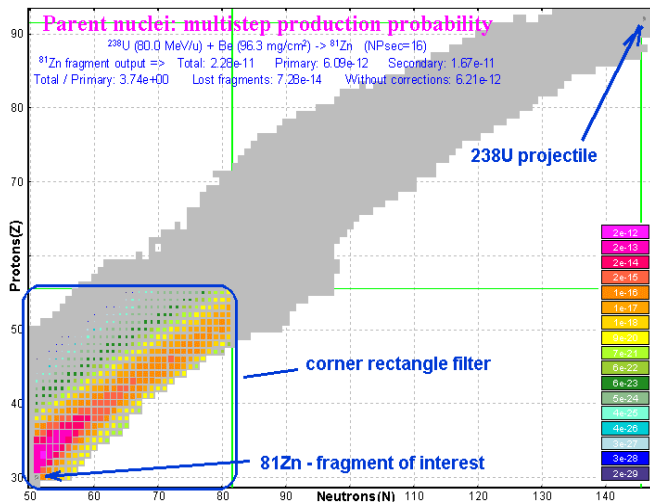 Parent nuclei: multistep production probability
238U (80.0 MeV/u) + Be (96.3 mg/cm²) -> 81Zn (NPsec=16)
81Zn fragment output => Total: 2.28e-11 Primary: 6.09e-12 Secondary: 1.67e-11
Total / Primary: 3.74e+00 Lost fragments: 7.28e-14 Without corrections: 6.21e-12
238U projectile
90
80
70
60
50
40
30
Protons(Z)
2e-12
2e-13
2e-14
2e-15
1e-16
1e-17
1e-18
9e-20
7e-21
6e-22
6e-23
5e-24
4e-25
4e-26
3e-27
3e-28
2e-29
corner rectangle filter
81Zn - fragment of interest
50 60 70 80 90 100 110 120 130 140
Neutrons(N)